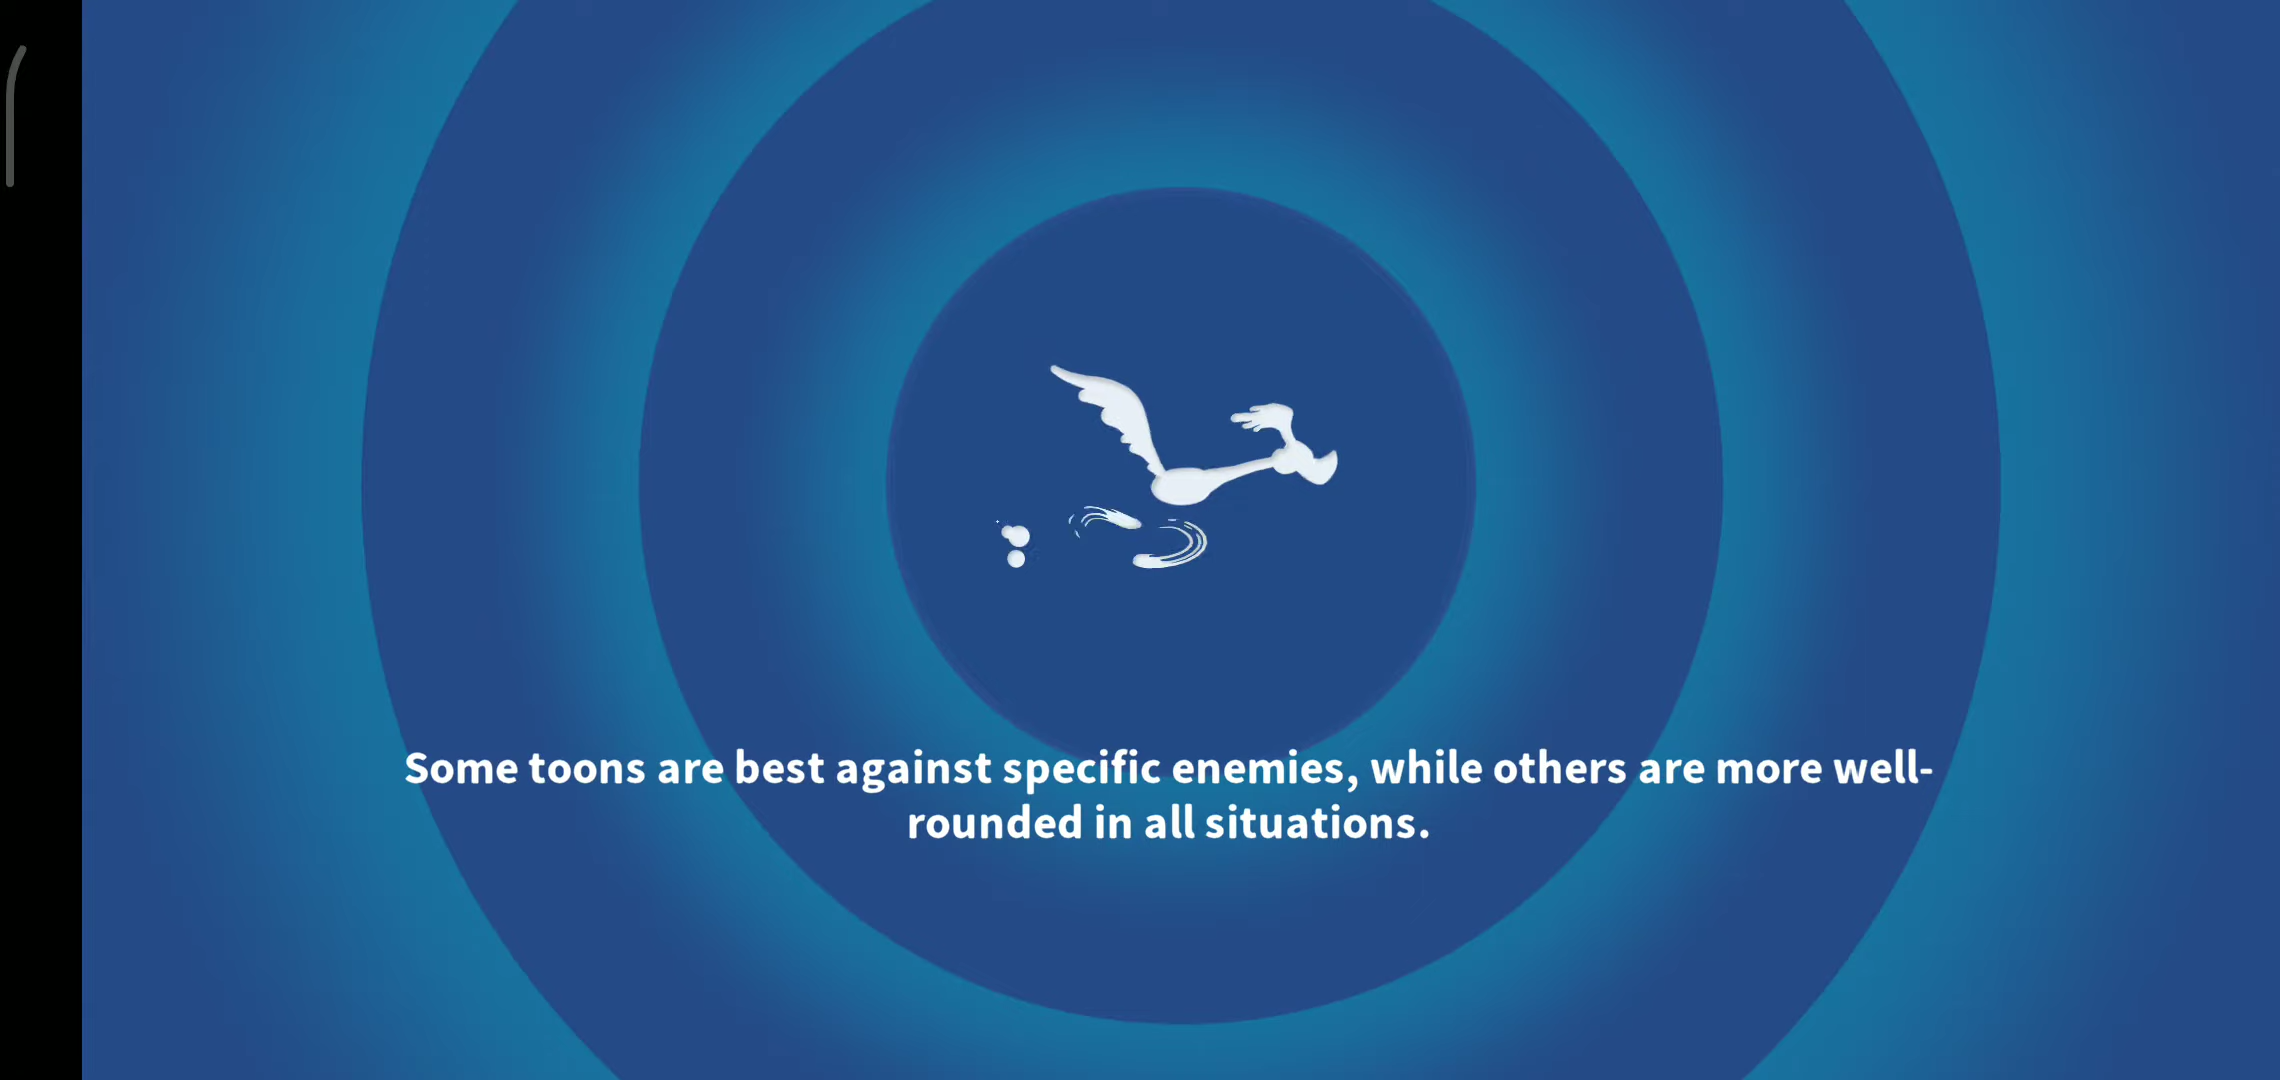 Some toons are best against specific enemies, while others are more well-
rounded in all situations.